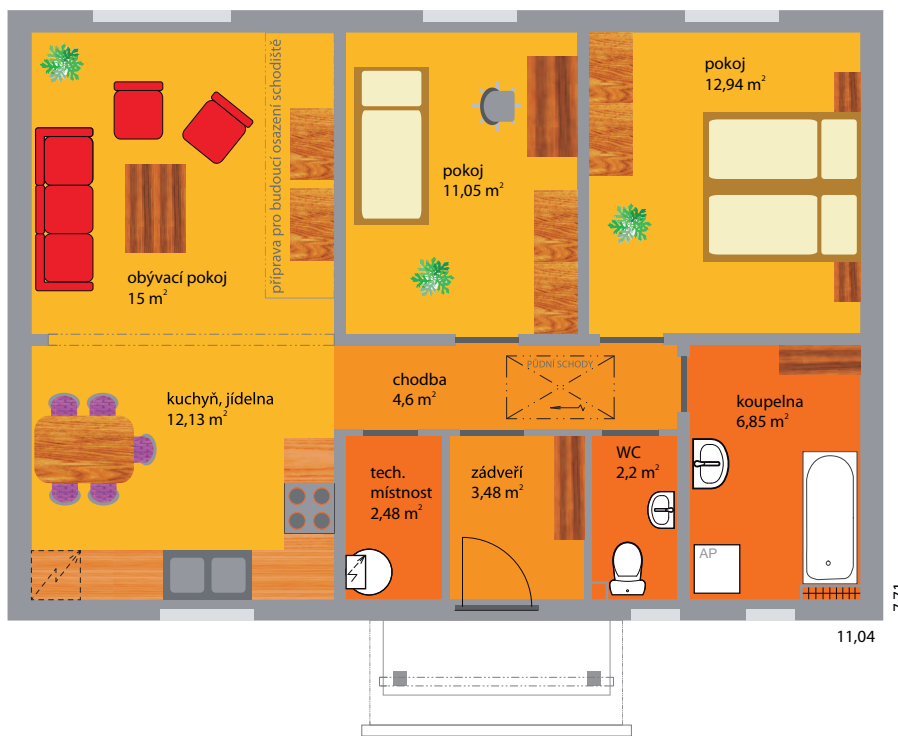 příprava pro budoucí osazení schodiště
pokoj
12,94 m²
pokoj
11,05 m²
obývací pokoj
15 m²
PŮDNÍ SCHODY
chodba
4,6 m²
kuchyň, jídelna
12,13 m²
koupelna
6,85 m²
tech.
místnost
2,48 m²
zádveří
3,48 m²
WC
2,2 m²
AP
7,71
11,04